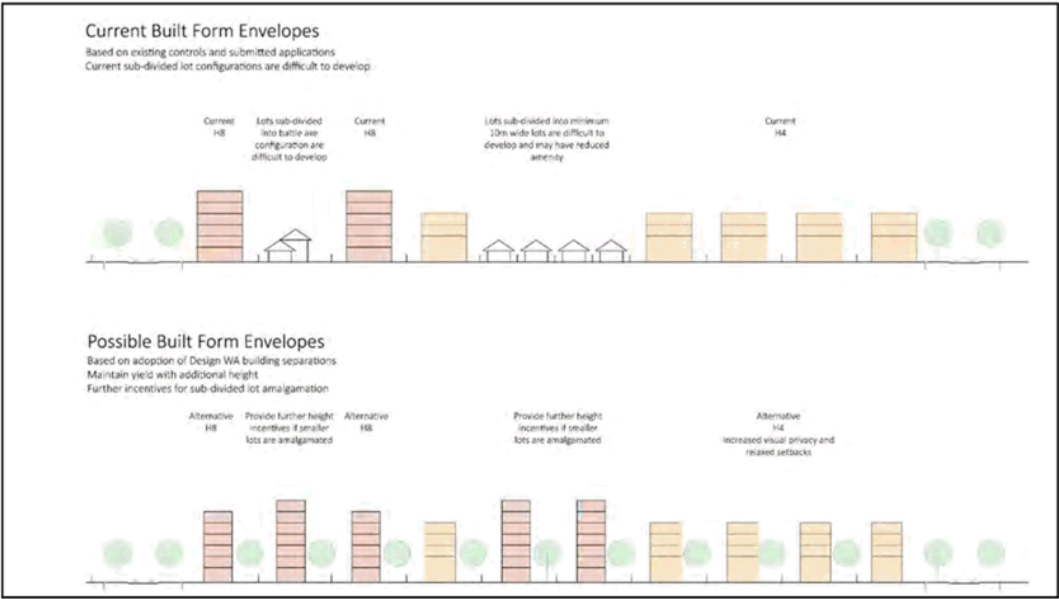 Current Built Form Envelopes
Based on existing controls and submitted applications
Current sub-divided lot configurations are difficult to develop
Current
H8
Lots sub-divided
into battle axe
configuration are
difficult to develop
Current
H8
Lots sub-divided into minimum
10m wide lots are difficult to
develop and may have reduced
amenity
Current
H4
Possible Built Form Envelopes
Based on adoption of Design WA building separations
Maintain yield with additional height
Further incentives for sub-divided lot amalgamation
Alternative
H8
Provide further height
incentives if smaller
lots are amalgamated
Alternative
H8
Provide further height
incentives if smaller
lots are amalgamated
Alternative
H4
Increased visual privacy and
relaxed setbacks